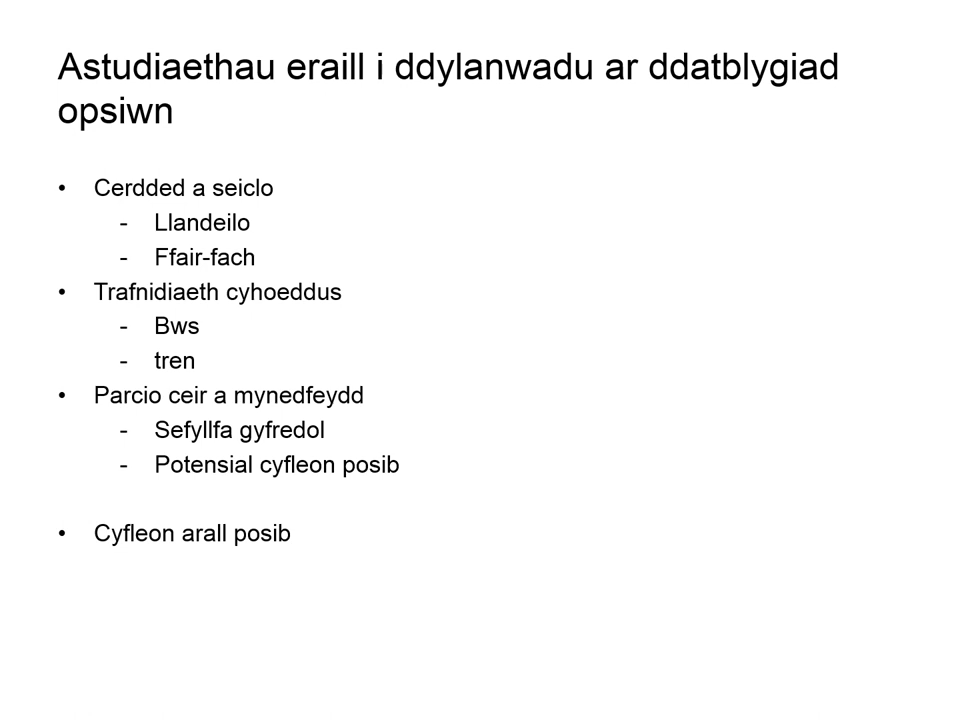 Astudiaethau eraill i ddylanwadu ar ddatblygiad
opsiwn
• Cerdded a seiclo
- Llandeilo
- Ffair-fach
• Trafnidiaeth cyhoeddus
- Bws
- tren
• Parcio ceir a mynedfeydd
- Sefyllfa gyfredol
- Potensial cyfleon posib
• Cyfleon arall posib